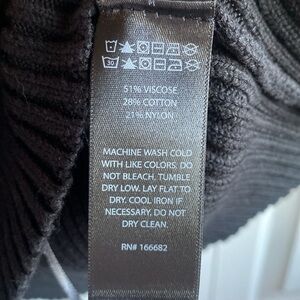 51% VISCOSE
28% COTTON
21% NYLON
MACHINE WASH COLD
WITH LIKE COLORS. DO
NOT BLEACH. TUMBLE
DRY LOW. LAY FLAT TO
DRY. COOL IRON IF
NECESSARY, DO NOT
DRY CLEAN.
RN# 166682